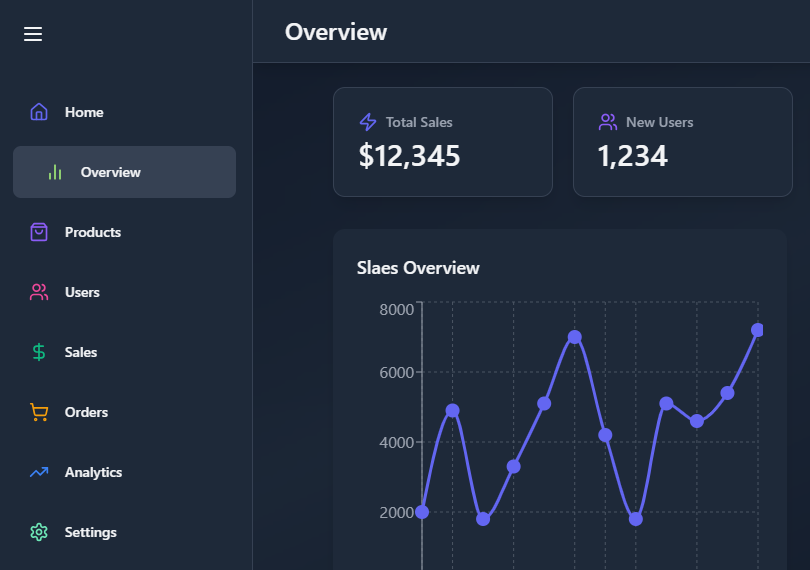 Overview
Home
Overview
Products
Users
Sales
Orders
Analytics
Settings
Total Sales
$12,345
New Users
1,234
Slaes Overview
8000
6000
4000
2000